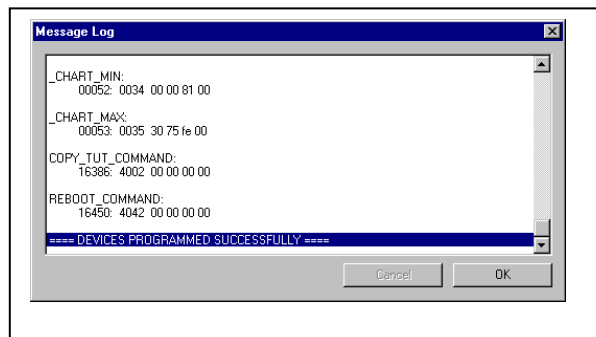 Message Log
_CHART_MIN:
00052: 0034 00 00 81 00
_CHART_MAX:
00053: 0035 30 75 fe 00
COPY_TUT_COMMAND:
16386: 4002 00 00 00 00
REBOOT_COMMAND:
16450: 4042 00 00 00 00
==== DEVICES PROGRAMMED SUCCESSFULLY ====
Cancel OK